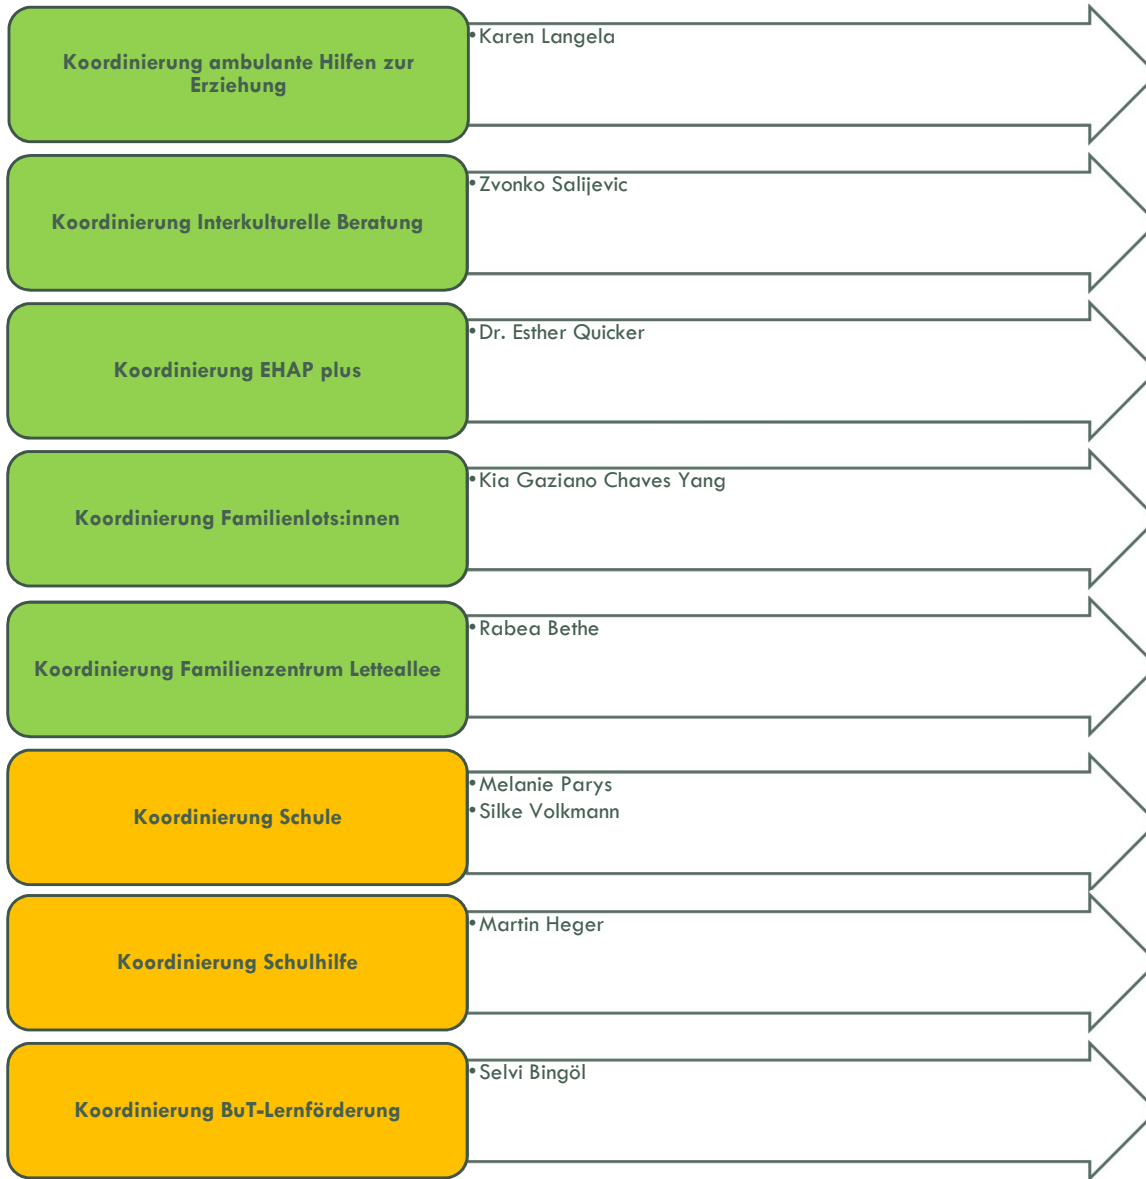 Koordinierung ambulante Hilfen zur
Erziehung
•Karen Langela
Koordinierung Interkulturelle Beratung
•Zvonko Salijevic
Koordinierung EHAP plus
•Dr. Esther Quicker
Koordinierung Familienlots:innen
•Kia Gaziano Chaves Yang
Koordinierung Familienzentrum Letteallee
•Rabea Bethe
Koordinierung Schule
•Melanie Parys
•Silke Volkmann
Koordinierung Schulhilfe
•Martin Heger
Koordinierung BuT-Lernförderung
•Selvi Bingöl